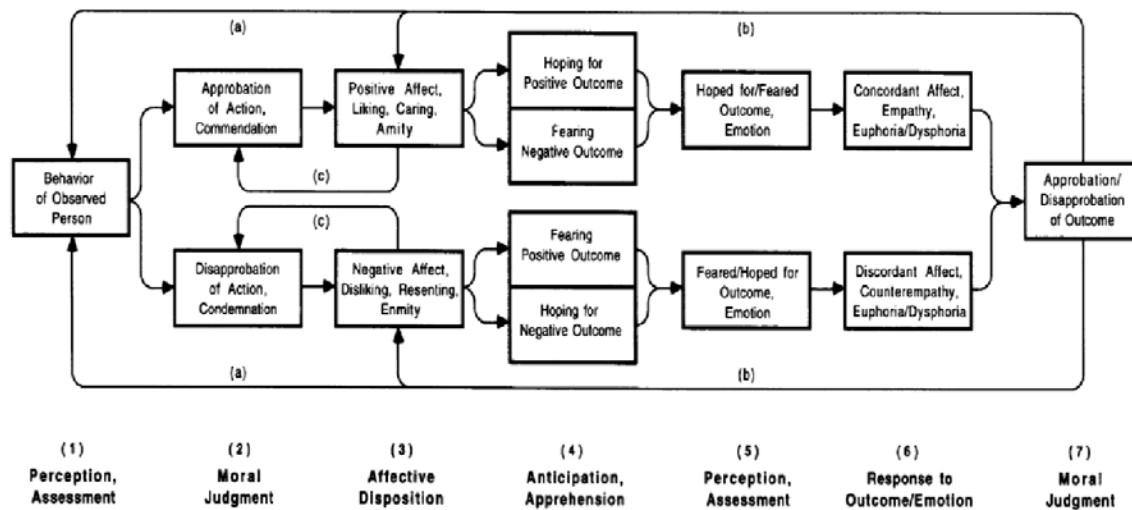 (a)
(b)
Approbation
of Action,
Commendation
Positive Affect,
Liking, Caring,
Amity
Hoping for
Positive Outcome
Fearing
Negative Outcome
Hoped for/Feared
Outcome,
Emotion
Concordant Affect,
Empathy,
Euphoria/Dysphoria
(c)
Behavior
of Observed
Person
Approbation/
Disapprobation
of Outcome
(c)
Disapprobation
of Action,
Condemnation
Negative Affect,
Disliking, Resenting,
Enmity
Fearing
Positive Outcome
Hoping for
Negative Outcome
Feared/Hoped for
Outcome,
Emotion
Discordant Affect,
Counterempathy,
Euphoria/Dysphoria
(a)
(b)
(1)
Perception,
Assessment
(2)
Moral
Judgment
(3)
Affective
Disposition
(4)
Anticipation,
Apprehension
(5)
Perception,
Assessment
(6)
Response to
Outcome/Emotion
(7)
Moral
Judgment